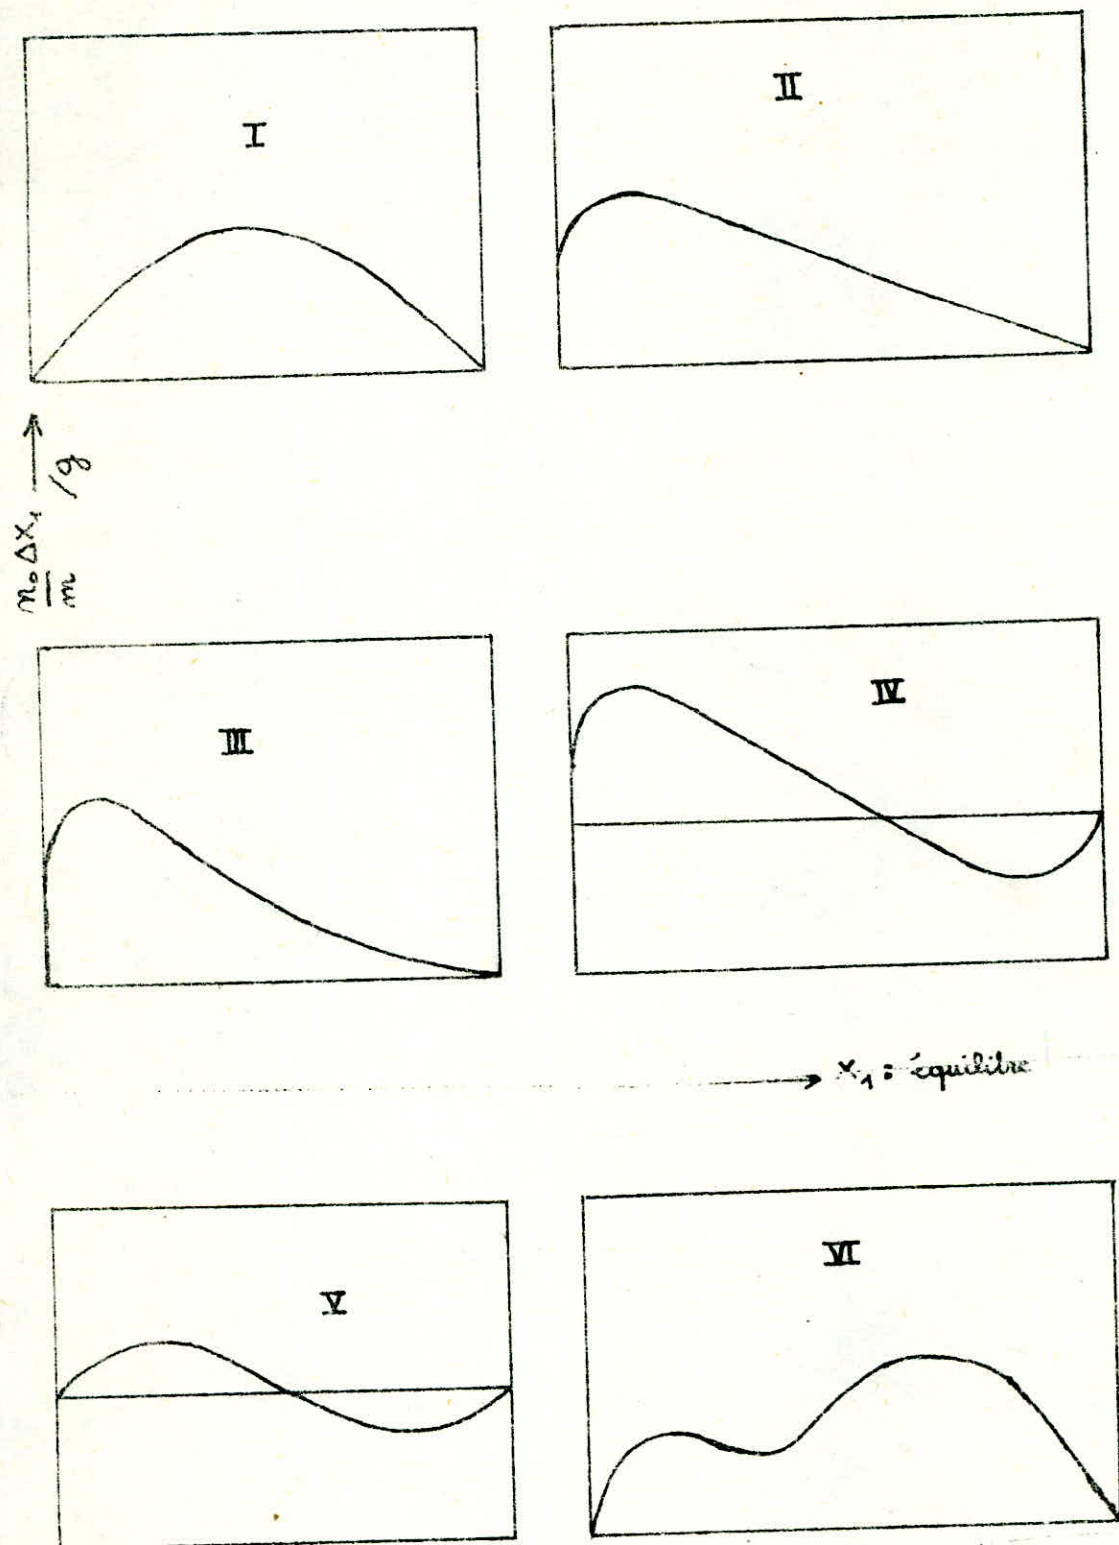 I
II
n₀ Δx₁ / m /g
III
IV
x₁ : équilibre
V
VI